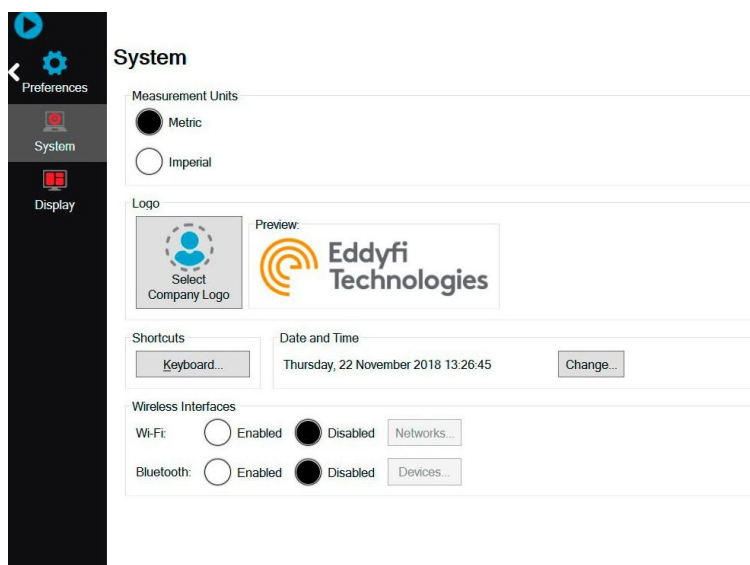 Preferences
System
Display
System
Measurement Units
Metric
Imperial
Logo
Select
Company Logo
Preview:
Eddyfi
Technologies
Shortcuts
Keyboard...
Date and Time
Thursday, 22 November 2018 13:26:45
Change...
Wireless Interfaces
Wi-Fi: Enabled Disabled Networks...
Bluetooth: Enabled Disabled Devices...